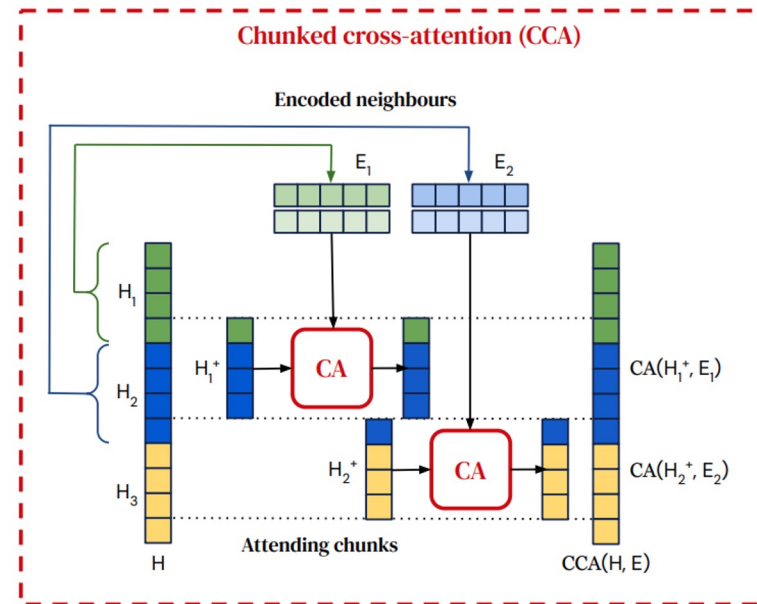 Chunked cross-attention (CCA)
Encoded neighbours
E₁
E₂
H₁
H₁⁺
CA
CA(H₁⁺, E₁)
H₂
H₂⁺
CA
CA(H₂⁺, E₂)
H₃
Attending chunks
H
CCA(H, E)